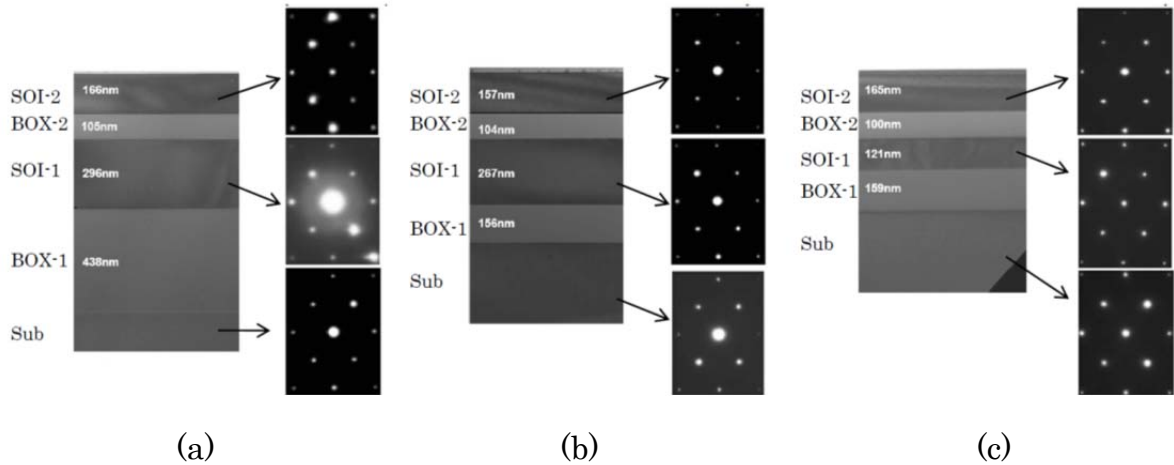 SOI-2
166nm
BOX-2
105nm
SOI-1
296nm
BOX-1
438nm
Sub
(a)
SOI-2
157nm
BOX-2
104nm
SOI-1
267nm
BOX-1
156nm
Sub
(b)
SOI-2
165nm
BOX-2
100nm
SOI-1
121nm
BOX-1
159nm
Sub
(c)